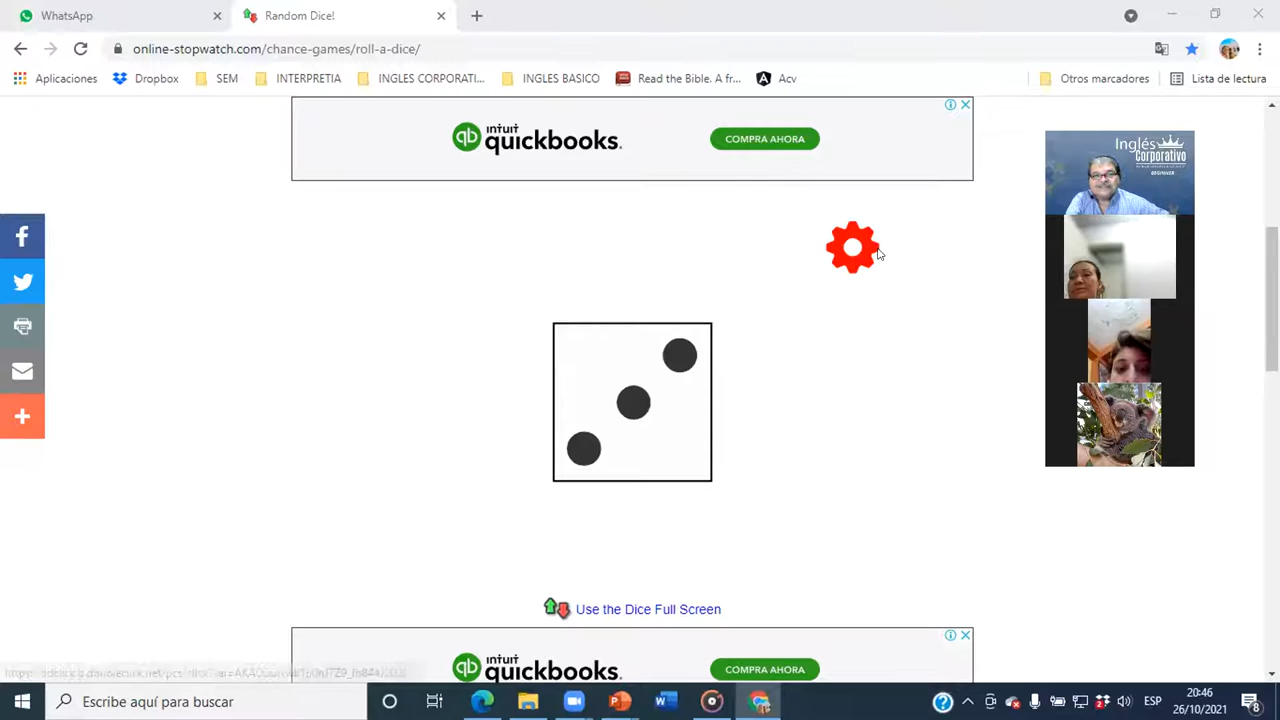 WhatsApp
Random Dice!
online-stopwatch.com/chance-games/roll-a-dice/
Aplicaciones
Dropbox
SEM
INTERPRETIA
INGLES CORPORATI...
INGLES BASICO
Read the Bible. A fr...
Acv
Otros marcadores
Lista de lectura
intuit
quickbooks.
COMPRA AHORA
Inglés
Corporativo
BEGINNER
Use the Dice Full Screen
intuit
quickbooks.
COMPRA AHORA
Escribe aquí para buscar
ESP
20:46
26/10/2021
8